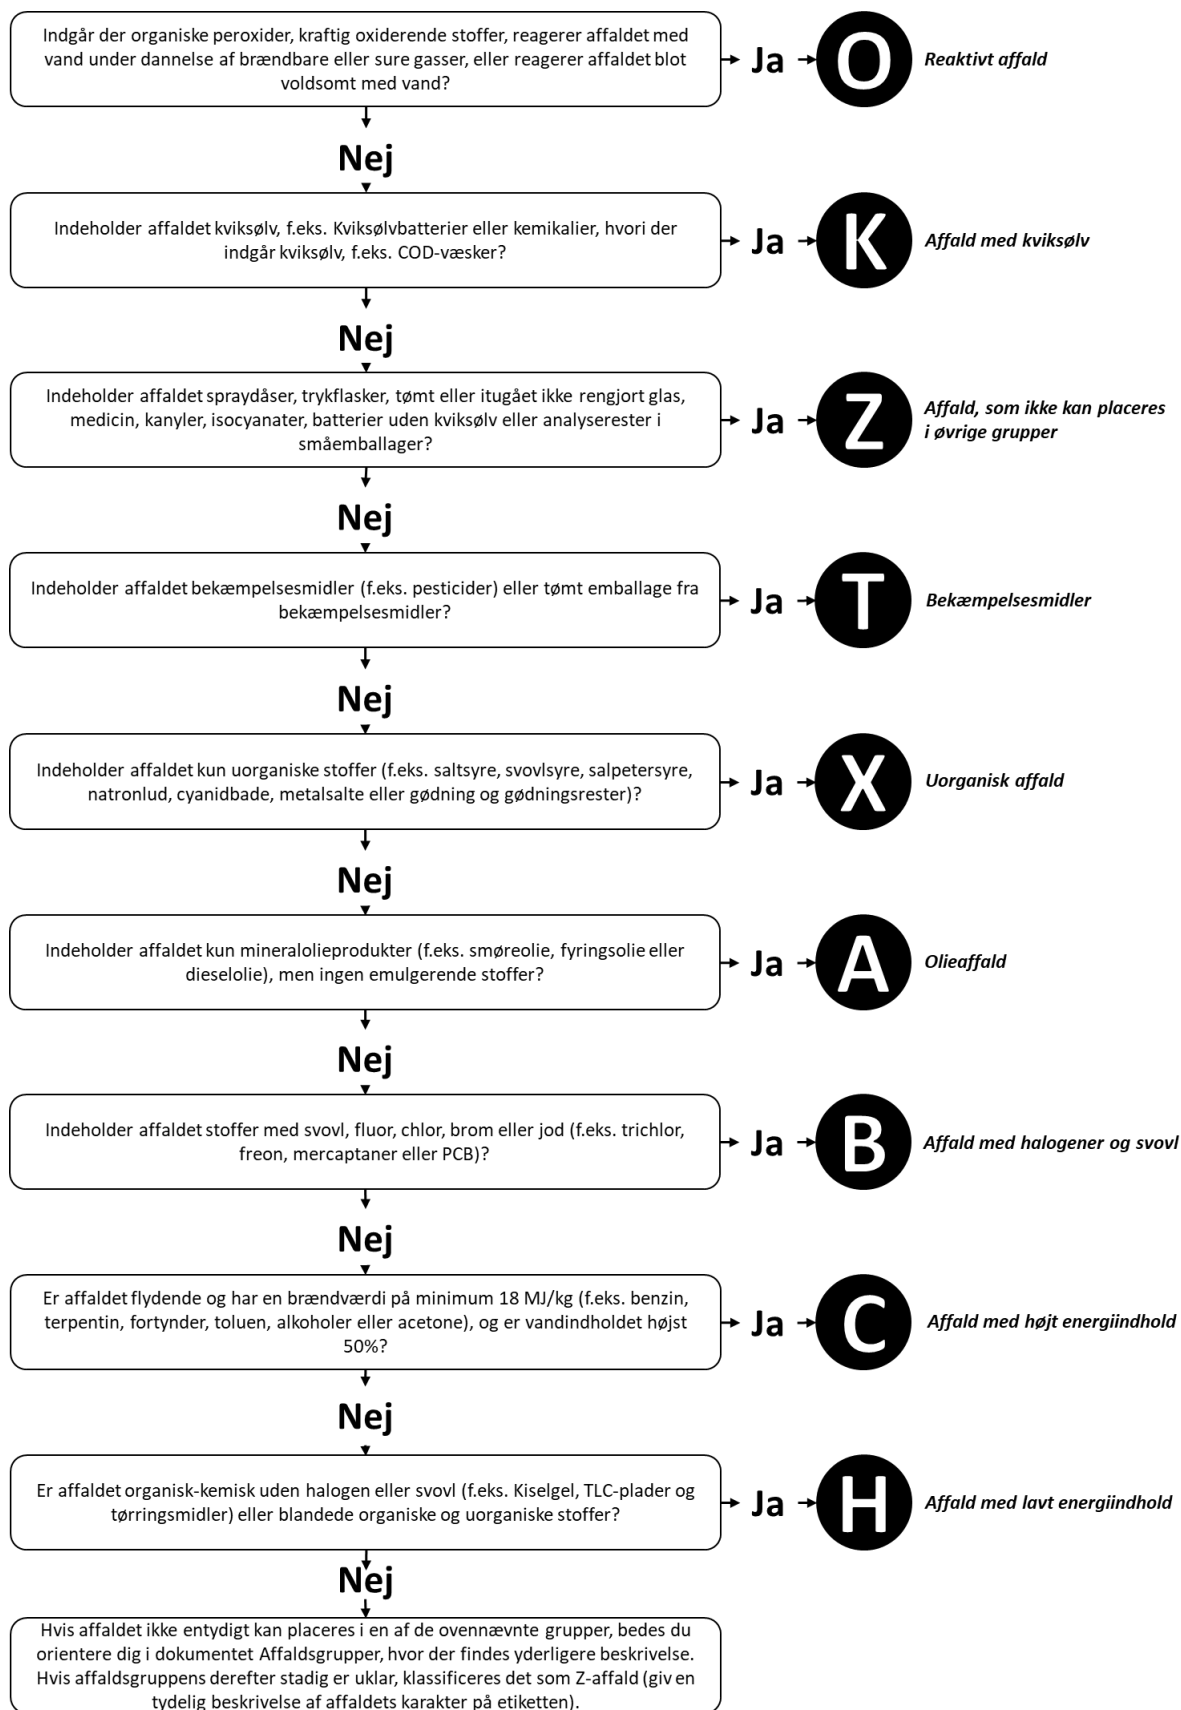 Indgår der organiske peroxider, kraftig oxiderende stoffer, reagerer affaldet med
vand under dannelse af brændbare eller sure gasser, eller reagerer affaldet blot
voldsomt med vand?
Ja
O
Reaktivt affald
Nej
Indeholder affaldet kviksølv, f.eks. Kviksølvbatterier eller kemikalier, hvori der
indgår kviksølv, f.eks. COD-væsker?
Ja
K
Affald med kviksølv
Nej
Indeholder affaldet spraydåser, trykflasker, tømt eller itugået ikke rengjort glas,
medicin, kanyler, isocyanater, batterier uden kviksølv eller analyserester i
småemballager?
Ja
Z
Affald, som ikke kan placeres
i øvrige grupper
Nej
Indeholder affaldet bekæmpelsesmidler (f.eks. pesticider) eller tømt emballage fra
bekæmpelsesmidler?
Ja
T
Bekæmpelsesmidler
Nej
Indeholder affaldet kun uorganiske stoffer (f.eks. saltsyre, svovlsyre, salpetersyre,
natronlud, cyanidbade, metalsalte eller gødning og gødningsrester)?
Ja
X
Uorganisk affald
Nej
Indeholder affaldet kun mineralolieprodukter (f.eks. smøreolie, fyringsolie eller
dieselolie), men ingen emulgerende stoffer?
Ja
A
Olieaffald
Nej
Indeholder affaldet stoffer med svovl, fluor, chlor, brom eller jod (f.eks. trichlor,
freon, mercaptaner eller PCB)?
Ja
B
Affald med halogener og svovl
Nej
Er affaldet flydende og har en brændværdi på minimum 18 MJ/kg (f.eks. benzin,
terpentin, fortynder, toluen, alkoholer eller acetone), og er vandindholdet højst
50%?
Ja
C
Affald med højt energiindhold
Nej
Er affaldet organisk-kemisk uden halogen eller svovl (f.eks. Kiselgel, TLC-plader og
tørringsmidler) eller blandede organiske og uorganiske stoffer?
Ja
H
Affald med lavt energiindhold
Nej
Hvis affaldet ikke entydigt kan placeres i en af de ovennævnte grupper, bedes du
orientere dig i dokumentet Affaldsgrupper, hvor der findes yderligere beskrivelse.
Hvis affaldsgruppens derefter stadig er uklar, klassificeres det som Z-affald (giv en
tydelig beskrivelse af affaldets karakter på etiketten).